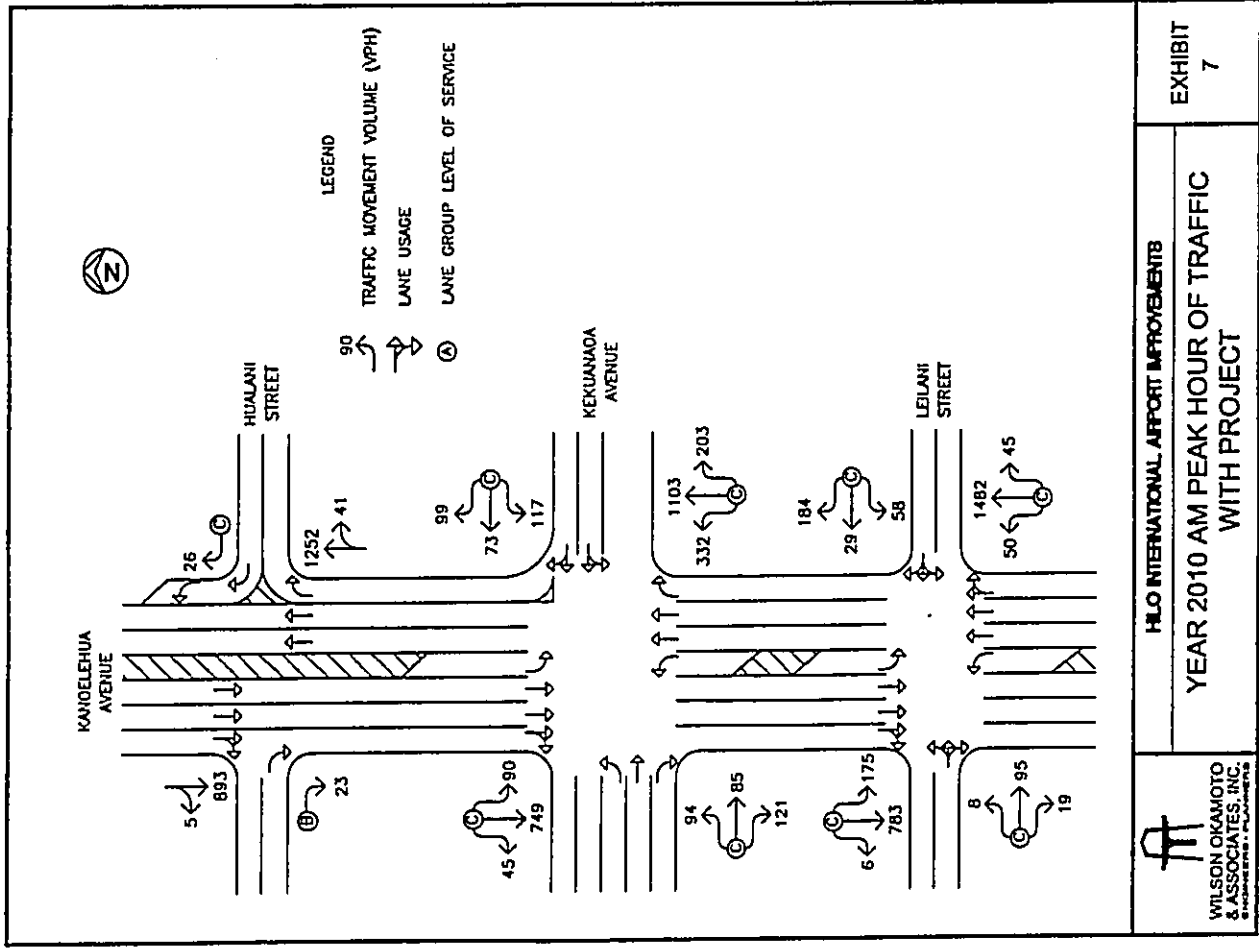 KANOELEHUA
AVENUE
N
HUALANI
STREET
LEGEND
90
TRAFFIC MOVEMENT VOLUME (VPH)
LANE USAGE
A
LANE GROUP LEVEL OF SERVICE
5
893
26
C
1252
41
B
23
99
C
73
117
KEKUANAOA
AVENUE
C
45
90
749
1103
332
203
C
94
85
C
121
184
C
29
58
LEILANI
STREET
C
175
6
783
8
C
95
19
1482
50
45
C
WILSON OKAMOTO
& ASSOCIATES, INC.
ENGINEERS • PLANNERS
HILO INTERNATIONAL AIRPORT IMPROVEMENTS
YEAR 2010 AM PEAK HOUR OF TRAFFIC
WITH PROJECT
EXHIBIT
7